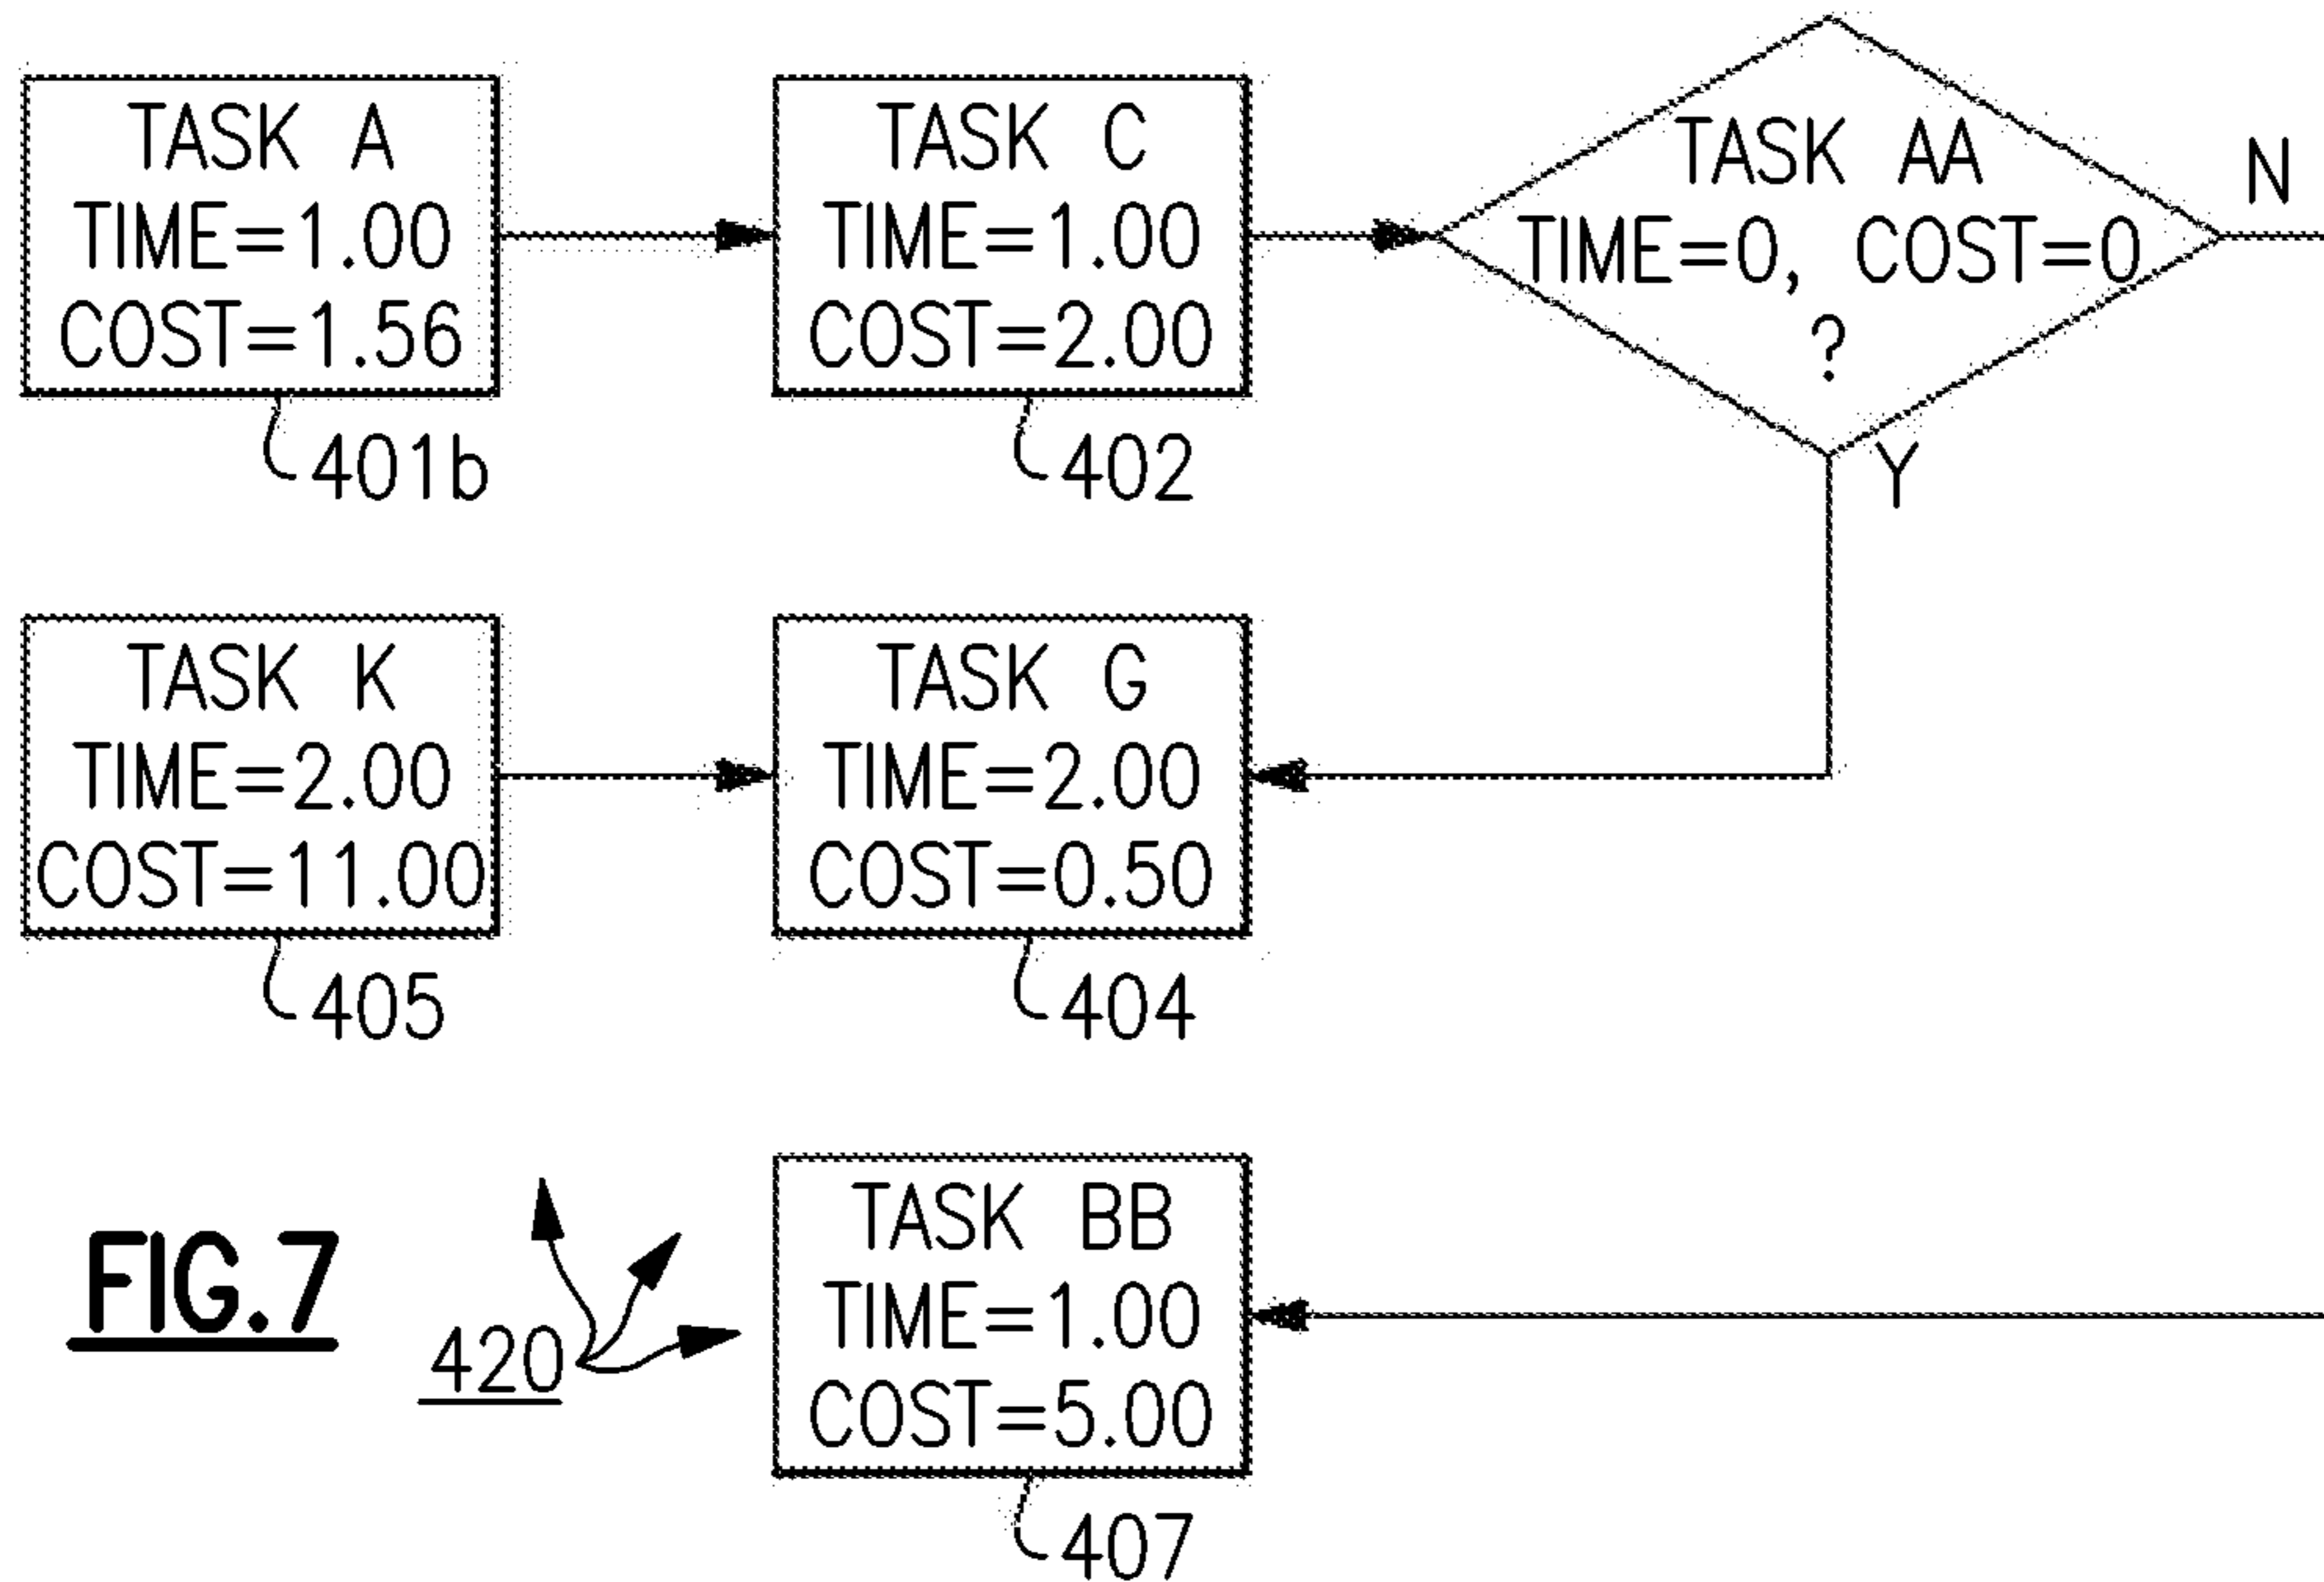 TASK A
TIME=1.00
COST=1.56
401b
TASK C
TIME=1.00
COST=2.00
402
TASK AA
TIME=0, COST=0
?
N
Y
TASK K
TIME=2.00
COST=11.00
405
TASK G
TIME=2.00
COST=0.50
404
FIG.7
420
TASK BB
TIME=1.00
COST=5.00
407